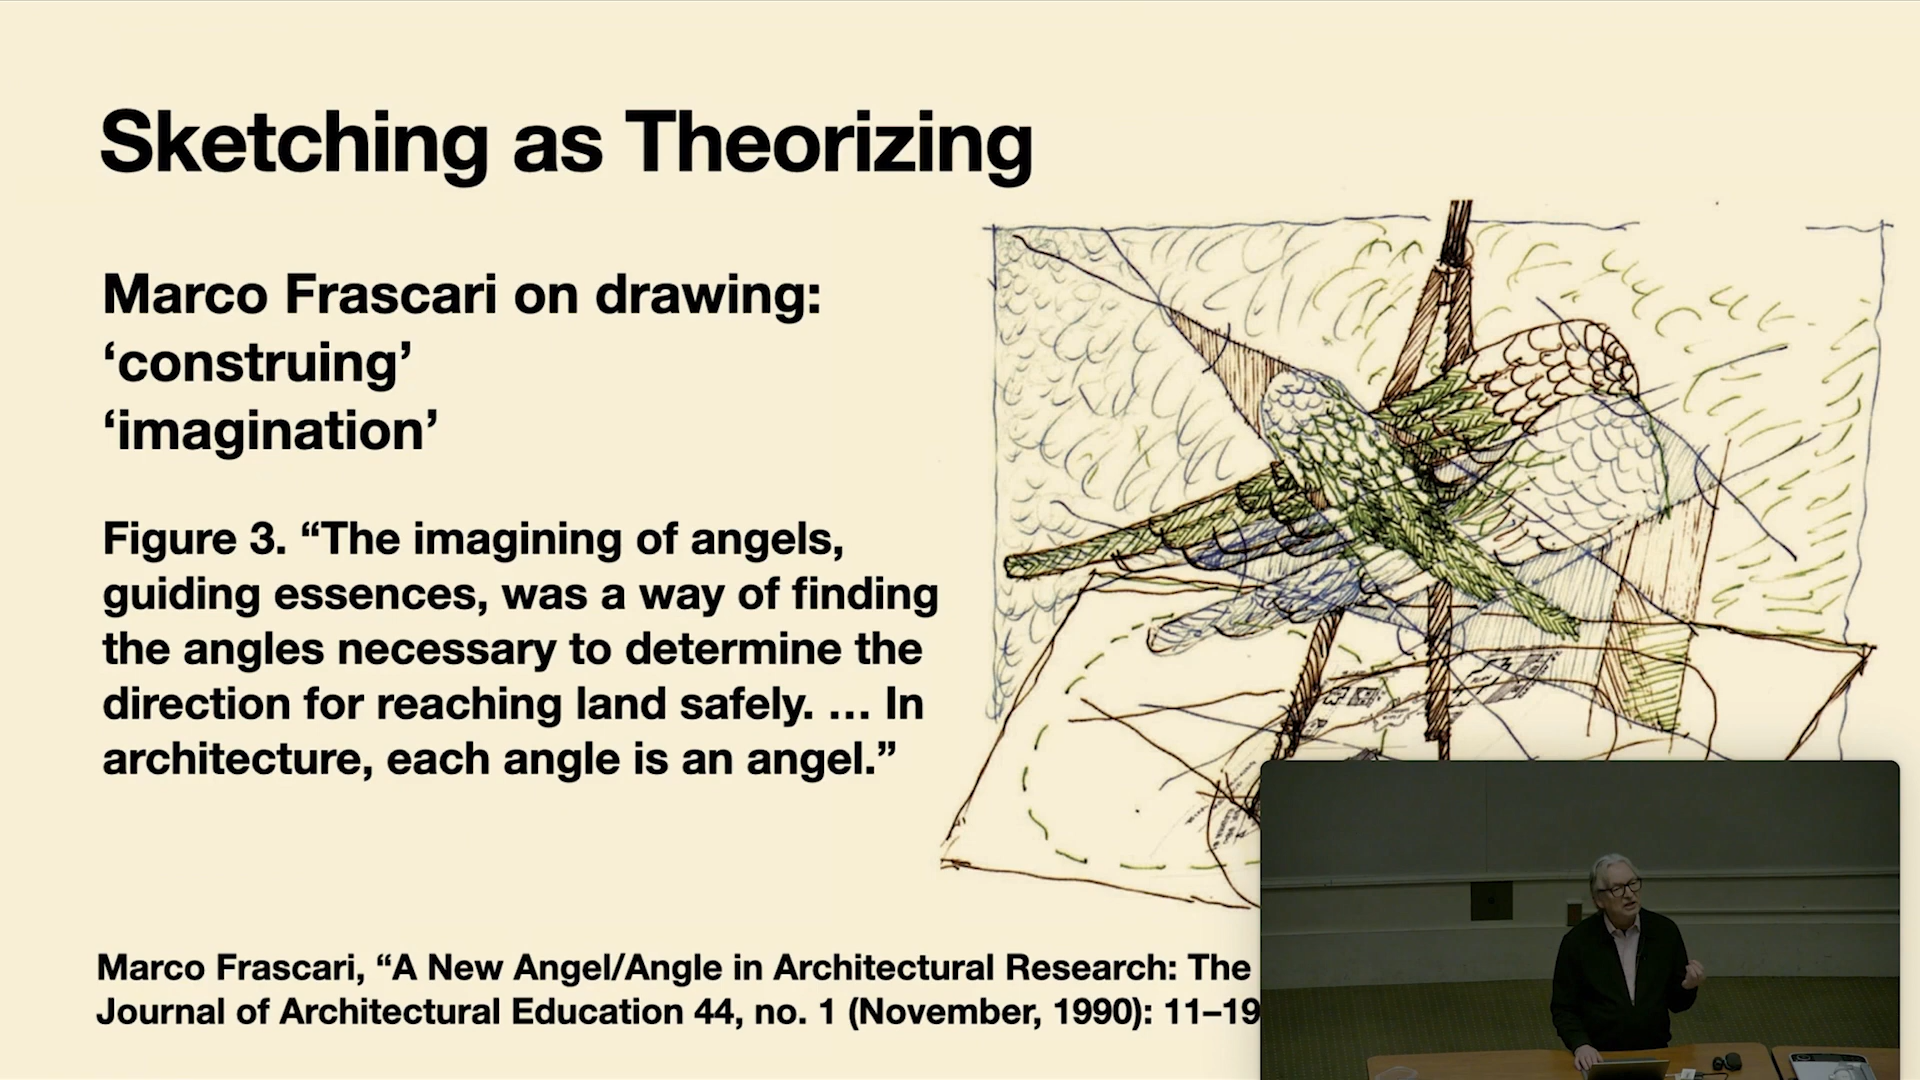 Sketching as Theorizing
Marco Frascari on drawing:
‘construing’
‘imagination’
Figure 3. “The imagining of angels,
guiding essences, was a way of finding
the angles necessary to determine the
direction for reaching land safely. … In
architecture, each angle is an angel.”
Marco Frascari, “A New Angel/Angle in Architectural Research: The
Journal of Architectural Education 44, no. 1 (November, 1990): 11–19